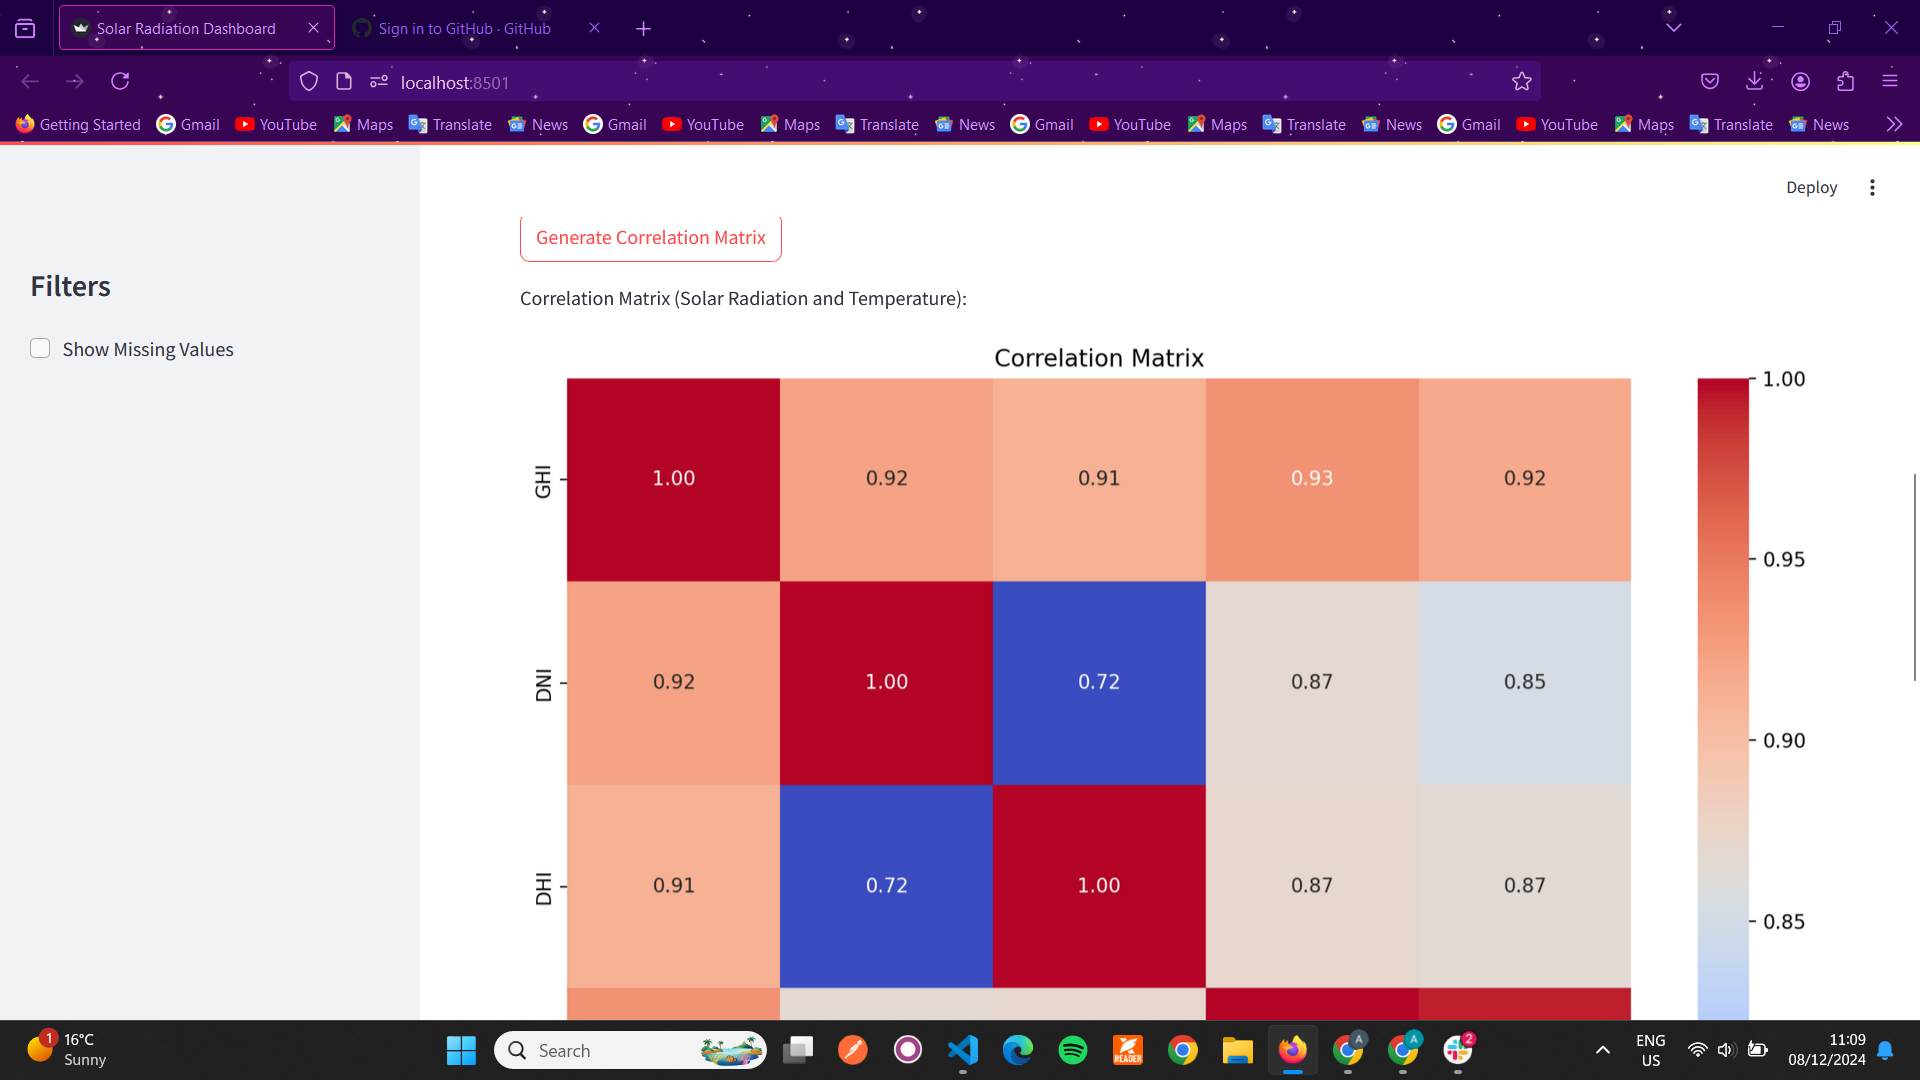 Solar Radiation Dashboard
Sign in to GitHub · GitHub
localhost:8501
Getting Started Gmail YouTube Maps Translate News Gmail YouTube Maps Translate News Gmail YouTube Maps Translate News Gmail YouTube Maps Translate News
Deploy
Filters
Show Missing Values
Generate Correlation Matrix
Correlation Matrix (Solar Radiation and Temperature):
Correlation Matrix
GHI 1.00 0.92 0.91 0.93 0.92
DNI 0.92 1.00 0.72 0.87 0.85
DHI 0.91 0.72 1.00 0.87 0.87
1.00
0.95
0.90
0.85
1
16°C
Sunny
Search
READER
A
A
2
ENG
US
11:09
08/12/2024